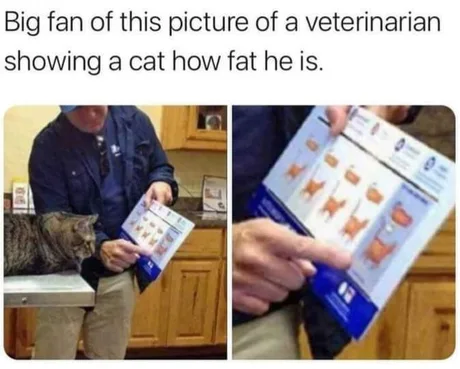 Big fan of this picture of a veterinarian
showing a cat how fat he is.